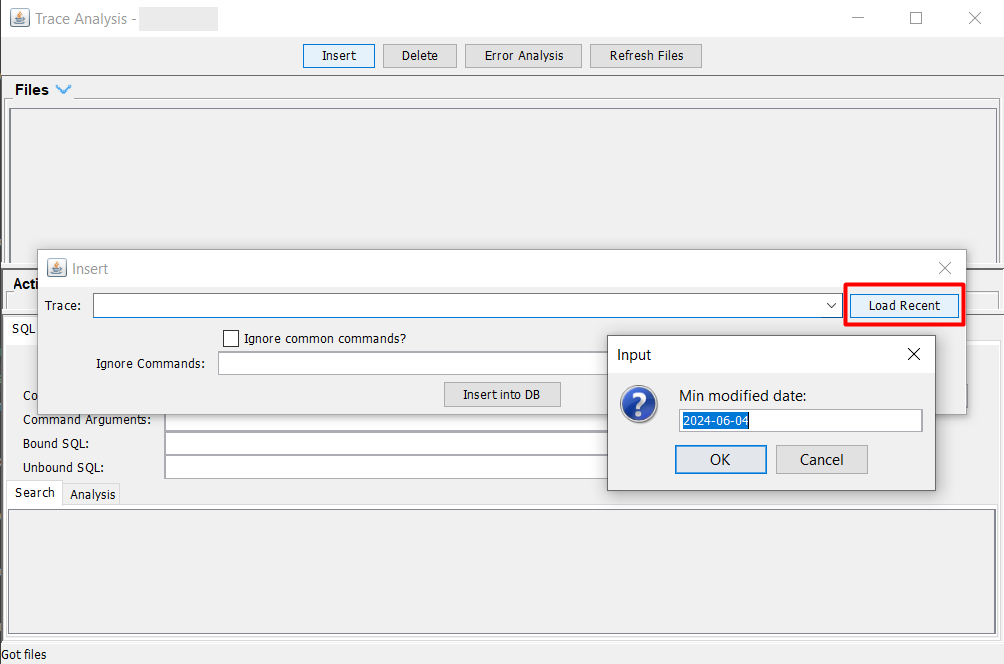 Trace Analysis -
Insert Delete Error Analysis Refresh Files
Files
Insert
Acti
Trace: Load Recent
SQL
Ignore common commands?
Input
Ignore Commands:
Min modified date:
Co
Insert into DB
2024-06-04
Command Arguments:
Bound SQL:
OK Cancel
Unbound SQL:
Search Analysis
Got files